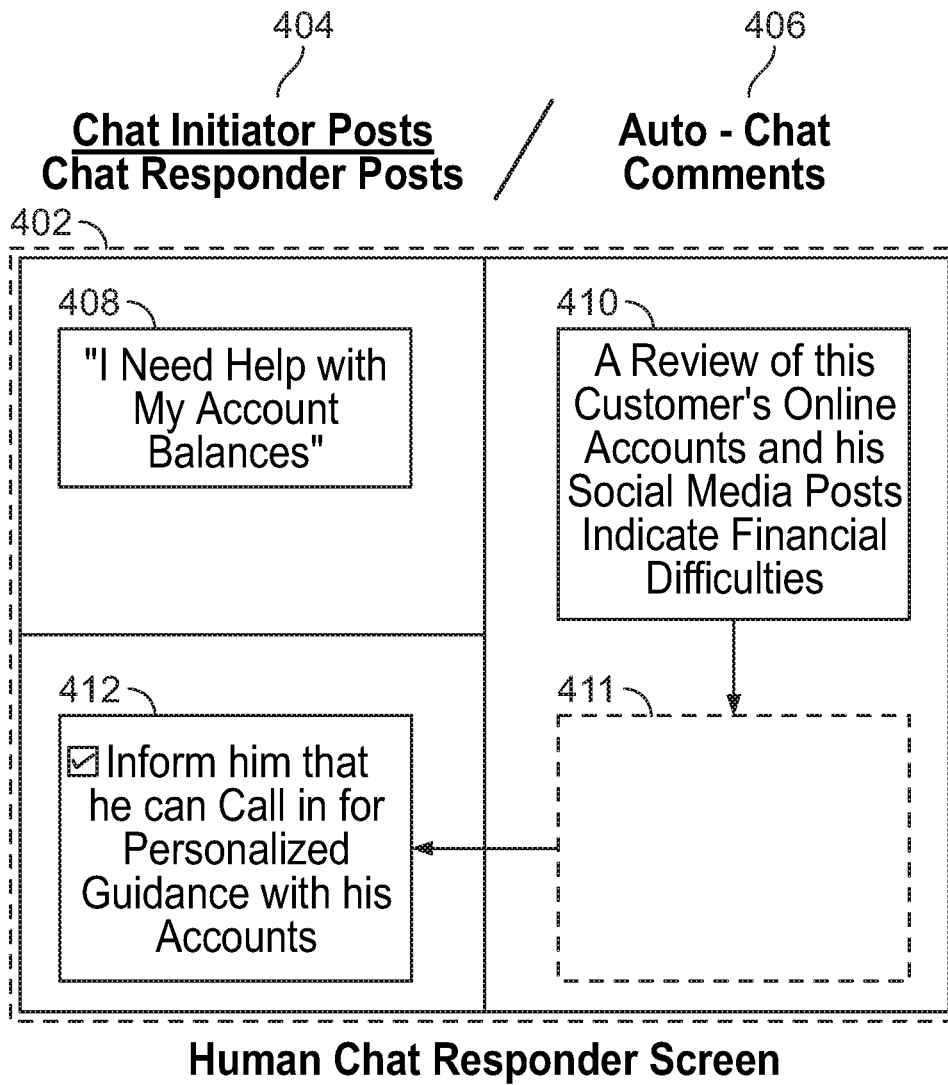 404
406
Chat Initiator Posts
Chat Responder Posts
/
Auto - Chat
Comments
402
408
"I Need Help with
My Account
Balances"
410
A Review of this
Customer's Online
Accounts and his
Social Media Posts
Indicate Financial
Difficulties
412
☑ Inform him that
he can Call in for
Personalized
Guidance with his
Accounts
411
Human Chat Responder Screen